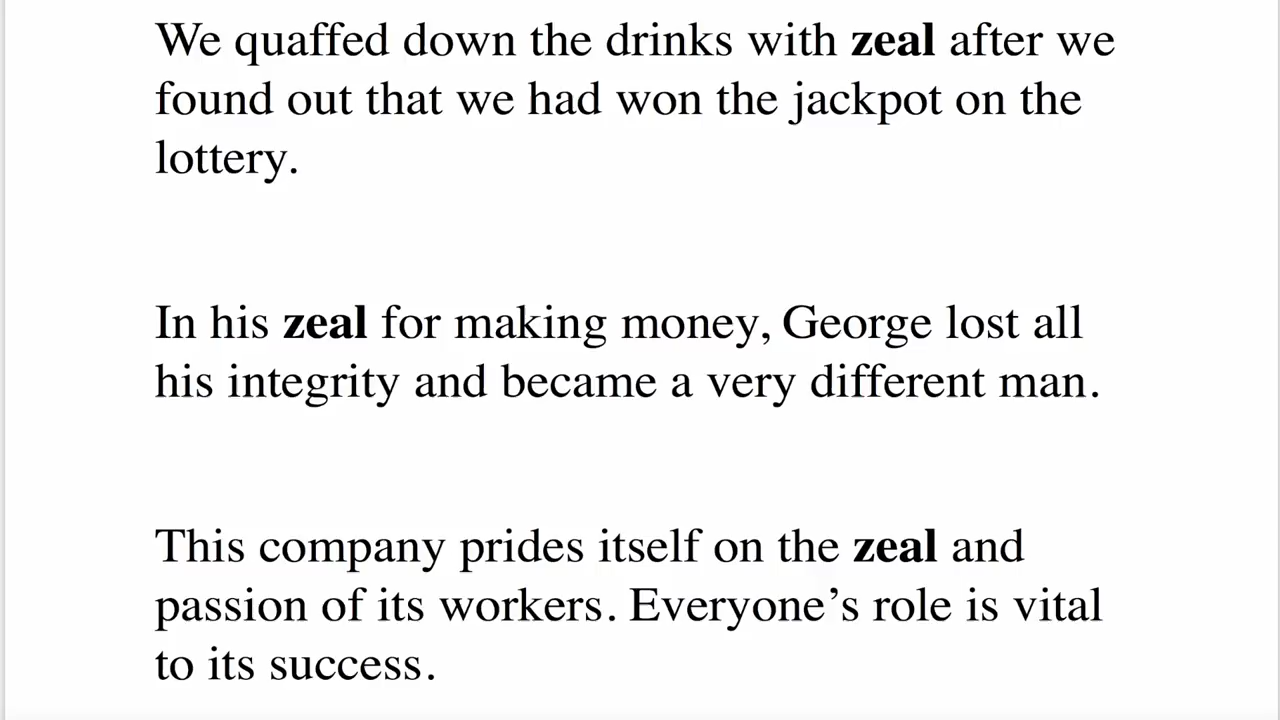 We quaffed down the drinks with zeal after we
found out that we had won the jackpot on the
lottery.
In his zeal for making money, George lost all
his integrity and became a very different man.
This company prides itself on the zeal and
passion of its workers. Everyone’s role is vital
to its success.